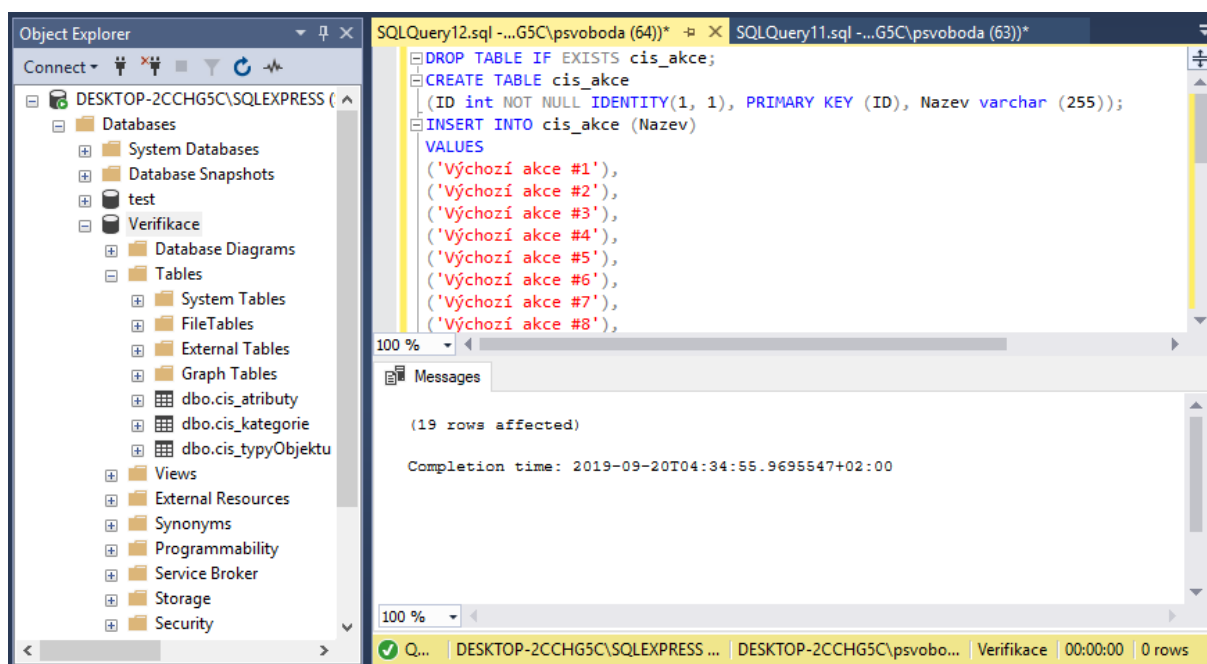 Object Explorer
Connect
DESKTOP-2CCHG5C\SQLEXPRESS (
Databases
System Databases
Database Snapshots
test
Verifikace
Database Diagrams
Tables
System Tables
FileTables
External Tables
Graph Tables
dbo.cis_atributy
dbo.cis_kategorie
dbo.cis_typyObjektu
Views
External Resources
Synonyms
Programmability
Service Broker
Storage
Security
SQLQuery12.sql -...G5C\psvoboda (64))* SQLQuery11.sql -...G5C\psvoboda (63))*
DROP TABLE IF EXISTS cis_akce;
CREATE TABLE cis_akce
(ID int NOT NULL IDENTITY(1, 1), PRIMARY KEY (ID), Nazev varchar (255));
INSERT INTO cis_akce (Nazev)
VALUES
('Výchozí akce #1'),
('Výchozí akce #2'),
('Výchozí akce #3'),
('Výchozí akce #4'),
('Výchozí akce #5'),
('Výchozí akce #6'),
('Výchozí akce #7'),
('Výchozí akce #8'),
100 %
Messages
(19 rows affected)
Completion time: 2019-09-20T04:34:55.9695547+02:00
100 %
Q... DESKTOP-2CCHG5C\SQLEXPRESS ... DESKTOP-2CCHG5C\psvobo... Verifikace 00:00:00 0 rows